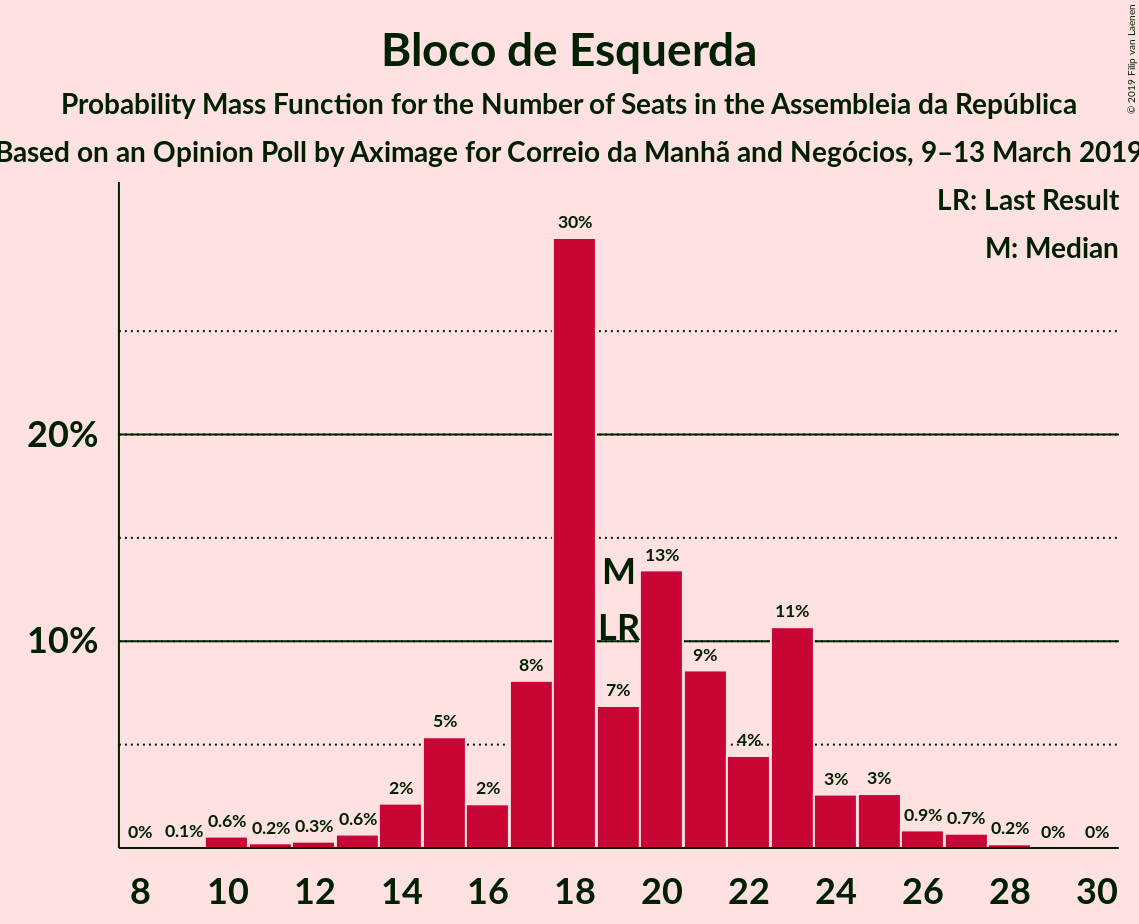 Bloco de Esquerda
Probability Mass Function for the Number of Seats in the Assembleia da República
Based on an Opinion Poll by Aximage for Correio da Manhã and Negócios, 9–13 March 2019
© 2019 Filip van Laenen
LR: Last Result
M: Median
20%
10%
0%
0.1%
0.6%
0.2%
0.3%
0.6%
2%
5%
2%
8%
30%
7%
13%
9%
4%
11%
3%
3%
0.9%
0.7%
0.2%
0%
0%
M
LR
8 10 12 14 16 18 20 22 24 26 28 30